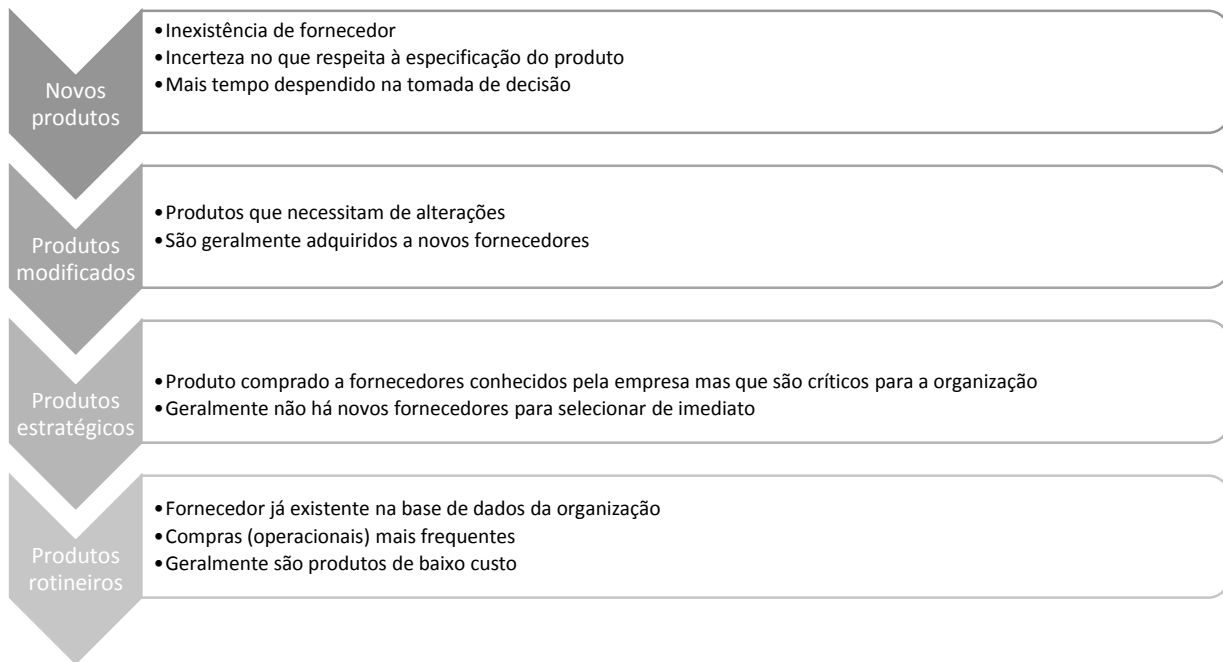 Novos
produtos
•Inexistência de fornecedor
•Incerteza no que respeita à especificação do produto
•Mais tempo despendido na tomada de decisão
Produtos
modificados
•Produtos que necessitam de alterações
•São geralmente adquiridos a novos fornecedores
Produtos
estratégicos
•Produto comprado a fornecedores conhecidos pela empresa mas que são críticos para a organização
•Geralmente não há novos fornecedores para selecionar de imediato
Produtos
rotineiros
•Fornecedor já existente na base de dados da organização
•Compras (operacionais) mais frequentes
•Geralmente são produtos de baixo custo